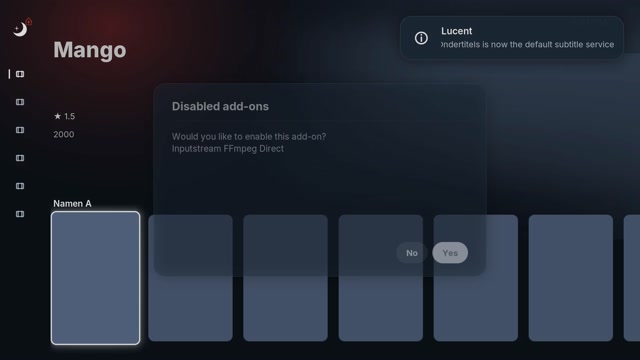 Mango
Lucent
Ondertitels is now the default subtitle service
Disabled add-ons
★ 1.5
Would you like to enable this add-on?
2000
Inputstream FFmpeg Direct
Namen A
No
Yes